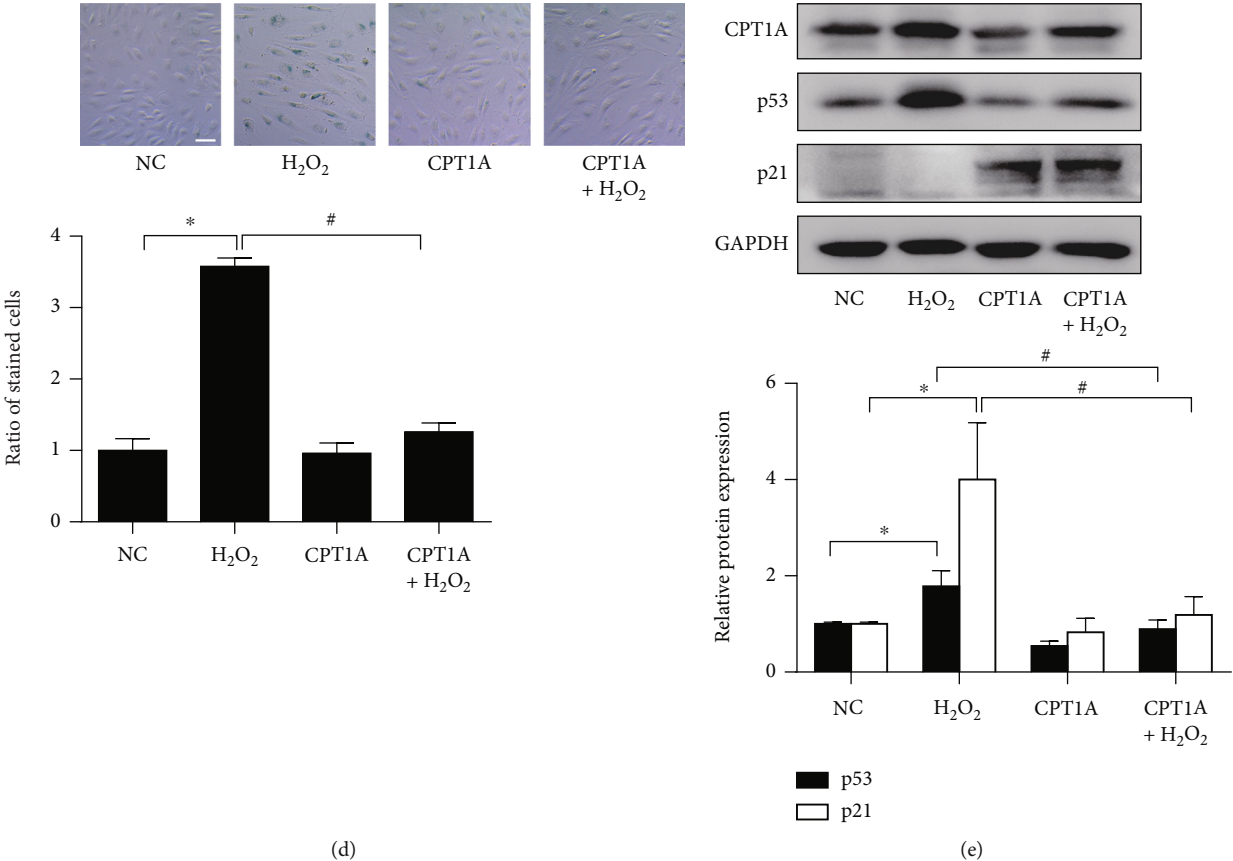 NC
H₂O₂
CPT1A
CPT1A
+ H₂O₂
*
#
4
3
2
1
0
Ratio of stained cells
NC
H₂O₂
CPT1A
CPT1A
+ H₂O₂
(d)
CPT1A
p53
p21
GAPDH
NC
H₂O₂
CPT1A
CPT1A
+ H₂O₂
#
*
#
*
6
4
2
0
Relative protein expression
NC
H₂O₂
CPT1A
CPT1A
+ H₂O₂
p53
p21
(e)